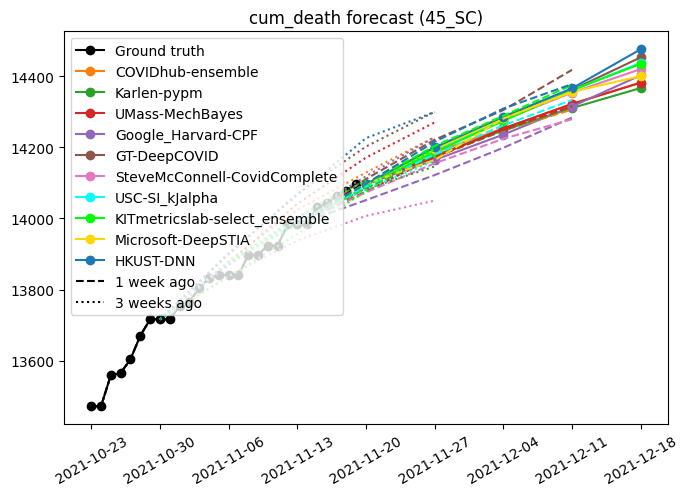 cum_death forecast (45_SC)
Ground truth
COVIDhub-ensemble
Karlen-pypm
UMass-MechBayes
Google_Harvard-CPF
GT-DeepCOVID
SteveMcConnell-CovidComplete
USC-SI_kJalpha
KITmetricslab-select_ensemble
Microsoft-DeepSTIA
HKUST-DNN
1 week ago
3 weeks ago
14400
14200
14000
13800
13600
2021-10-23
2021-10-30
2021-11-06
2021-11-13
2021-11-20
2021-11-27
2021-12-04
2021-12-11
2021-12-18